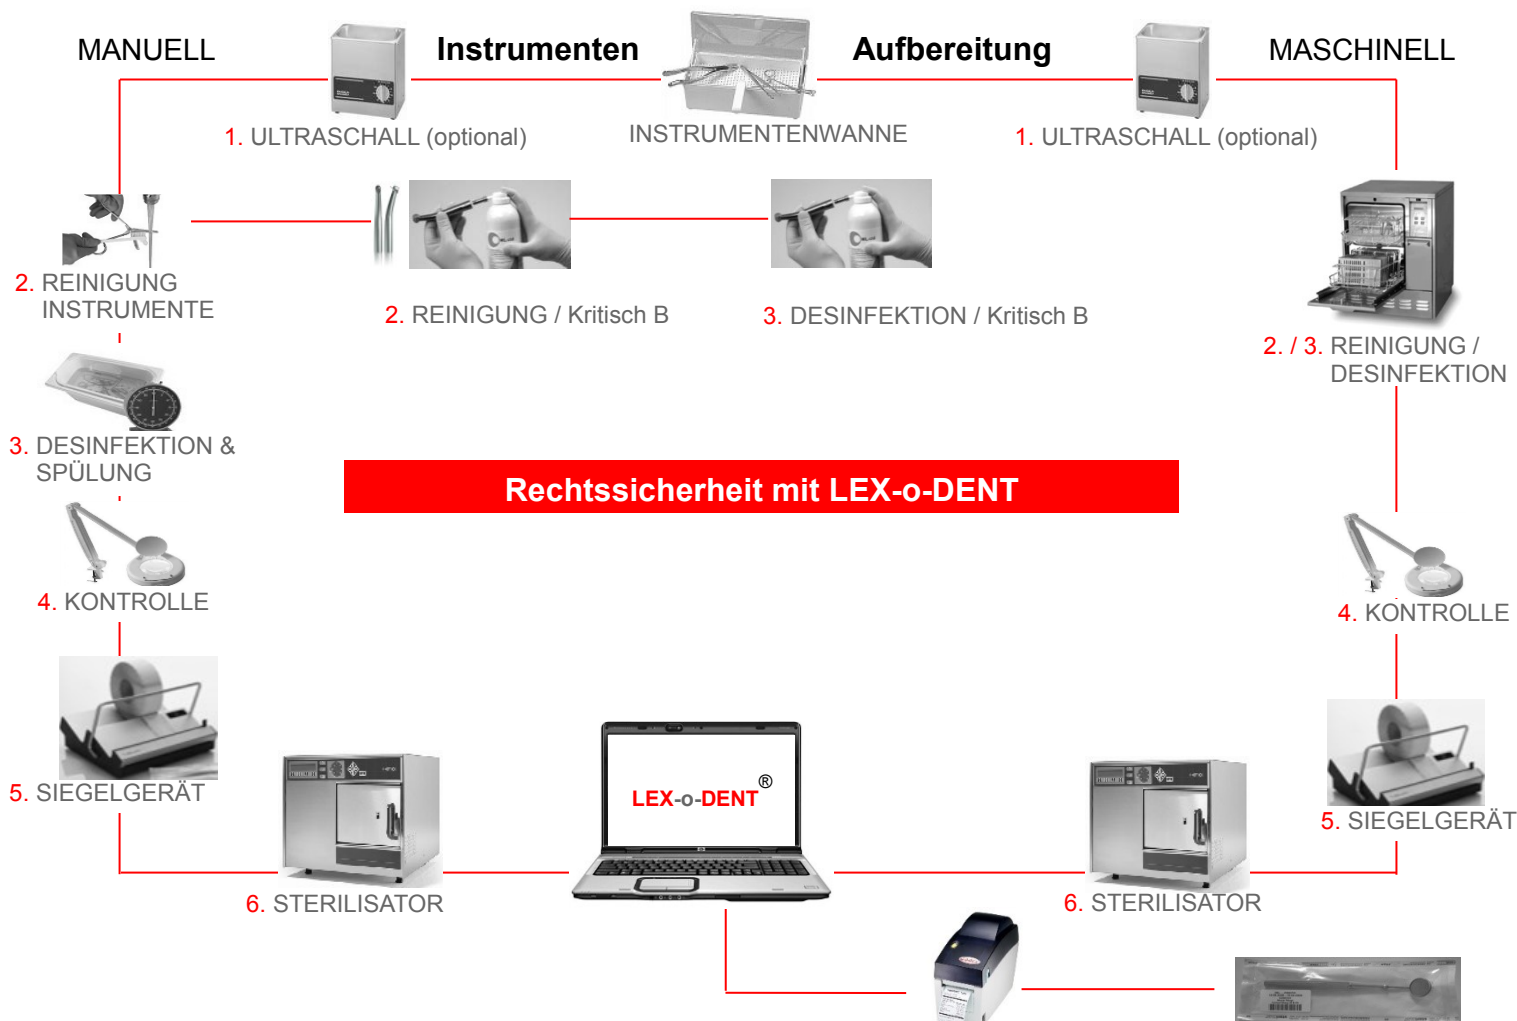 MANUELL
Instrumenten
Aufbereitung
MASCHINELL
1. ULTRASCHALL (optional)
INSTRUMENTENWANNE
1. ULTRASCHALL (optional)
2. REINIGUNG
INSTRUMENTE
2. REINIGUNG / Kritisch B
3. DESINFEKTION / Kritisch B
2. / 3. REINIGUNG /
DESINFEKTION
3. DESINFEKTION &
SPÜLUNG
Rechtssicherheit mit LEX-o-DENT
4. KONTROLLE
4. KONTROLLE
5. SIEGELGERÄT
LEX-o-DENT®
5. SIEGELGERÄT
6. STERILISATOR
6. STERILISATOR